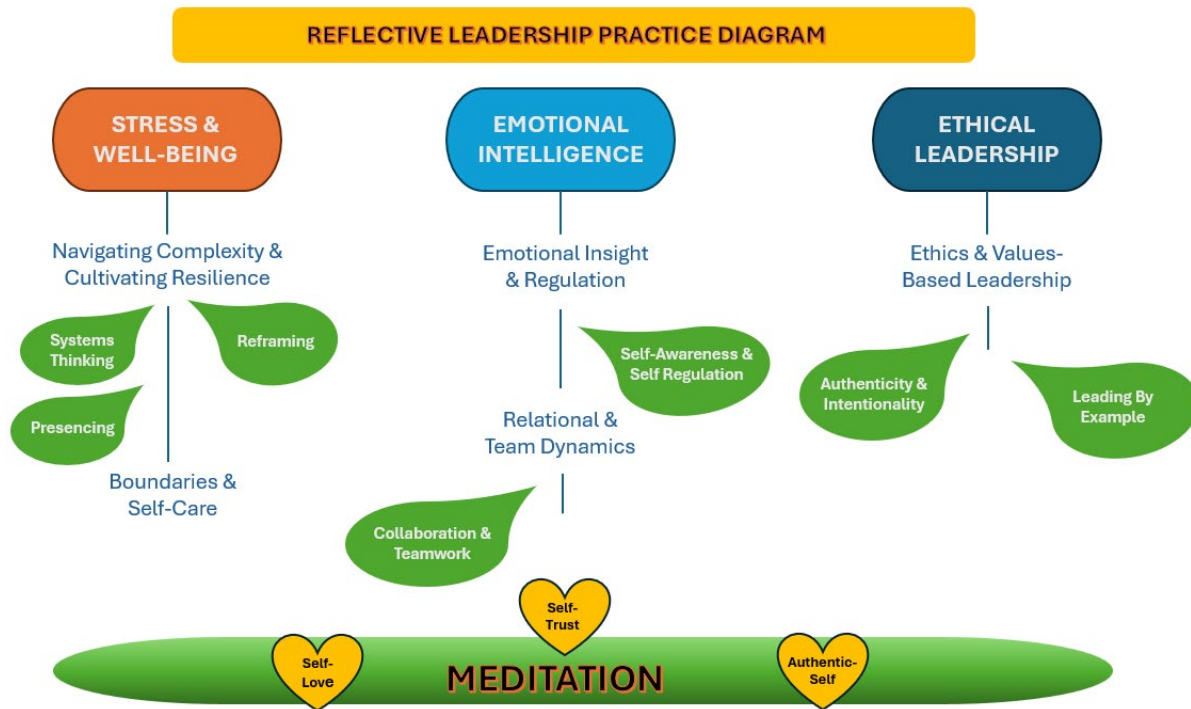 REFLECTIVE LEADERSHIP PRACTICE DIAGRAM
STRESS &
WELL-BEING
Navigating Complexity &
Cultivating Resilience
Systems
Thinking
Reframing
Presencing
Boundaries &
Self-Care
EMOTIONAL
INTELLIGENCE
Emotional Insight
& Regulation
Self-Awareness &
Self Regulation
Relational &
Team Dynamics
Collaboration &
Teamwork
ETHICAL
LEADERSHIP
Ethics & Values-
Based Leadership
Authenticity &
Intentionality
Leading By
Example
Self-
Love
Self-
Trust
Authentic-
Self
MEDITATION